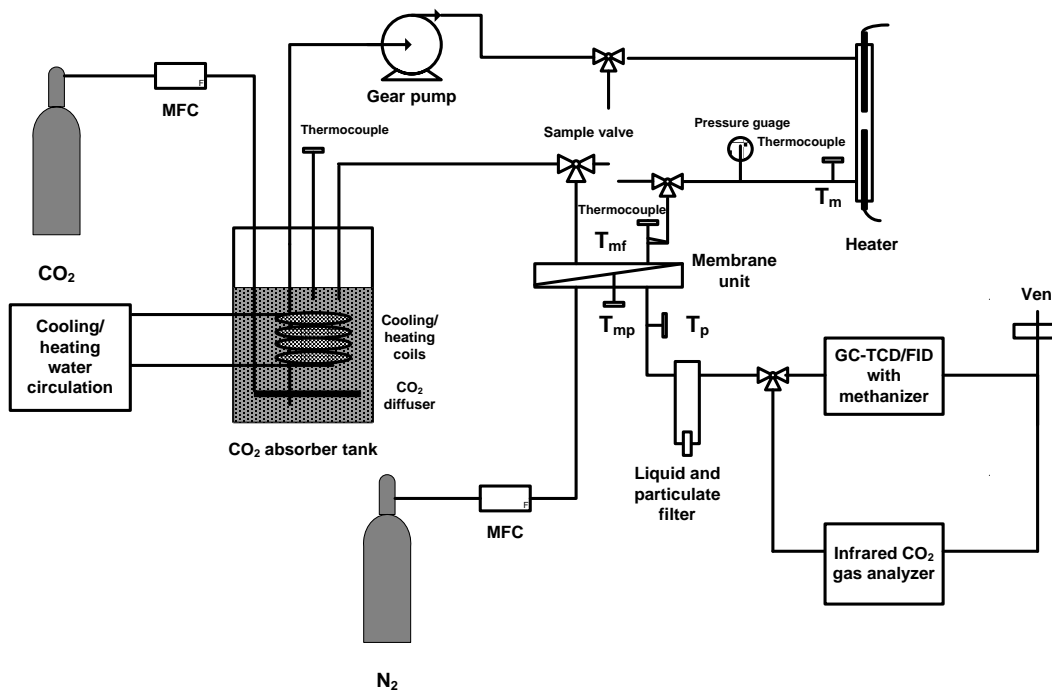 Gear pump
F
MFC
Thermocouple
Sample valve
Pressure guage
Thermocouple
T_m
Heater
Thermocouple
T_mf
Membrane
unit
CO₂
Cooling/
heating
water
circulation
Cooling/
heating
coils
CO₂
diffuser
CO₂ absorber tank
T_mp
T_p
Ven
GC-TCD/FID
with
methanizer
Liquid and
particulate
filter
F
MFC
Infrared CO₂
gas analyzer
N₂